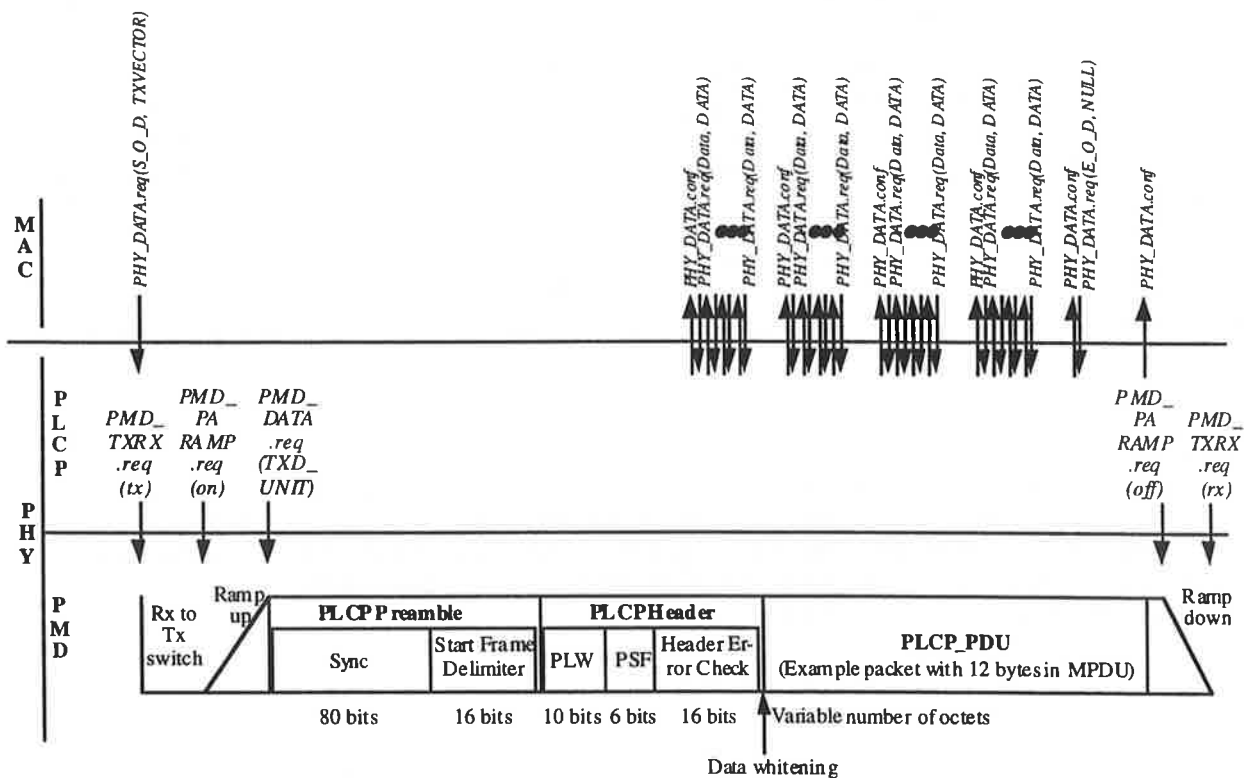 PHY_DATA.req(S_O_D, TXVECTOR)
PHY_DATA.conf
PHY_DATA.req(Data, DATA)
PHY_DATA.req(Data, DATA)
PHY_DATA.conf
PHY_DATA.req(Data, DATA)
PHY_DATA.req(Data, DATA)
PHY_DATA.conf
PHY_DATA.req(Data, DATA)
PHY_DATA.req(Data, DATA)
PHY_DATA.conf
PHY_DATA.req(Data, DATA)
PHY_DATA.req(Data, DATA)
PHY_DATA.conf
PHY_DATA.req(E_O_D, NULL)
PHY_DATA.conf
MAC
PHY
PLCP
PMD_
TXRX
.req
(tx)
PMD_
PA
RAMP
.req
(on)
PMD_
DATA
.req
(TXD_
UNIT)
PMD_
PA
RAMP
.req
(off)
PMD_
TXRX
.req
(rx)
PMD
Rx to
Tx
switch
Ramp
up
PLCP Preamble
Sync
Start Frame
Delimiter
PLCP Header
PLW
PSF
Header Er-
ror Check
PLCP_PDU
(Example packet with 12 bytes in MPDU)
Ramp
down
80 bits
16 bits
10 bits
6 bits
16 bits
Variable number of octets
Data whitening